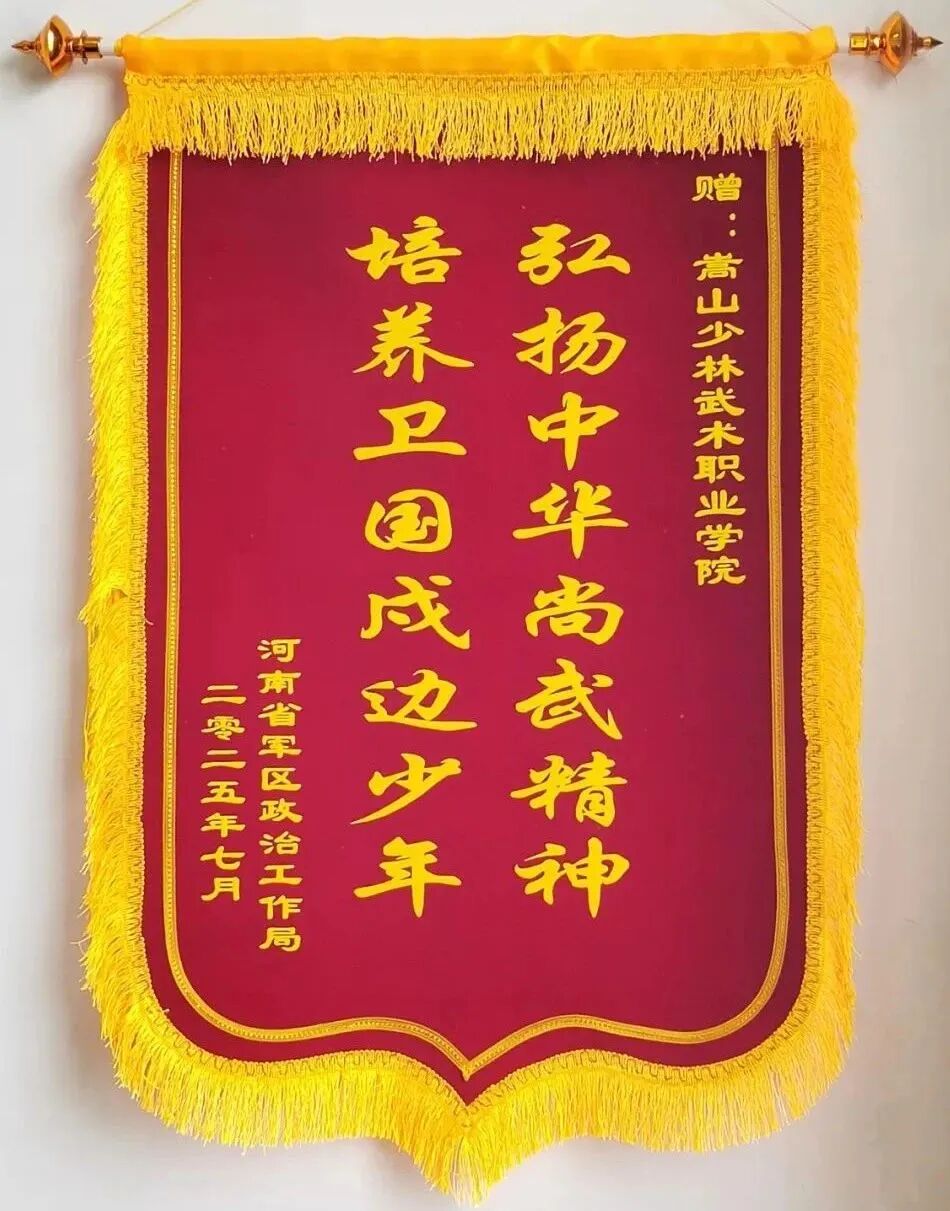 赠：嵩山少林武术职业学院
弘扬中华尚武精神
培养卫国戍边少年
河南省军区政治工作局
二零二五年七月